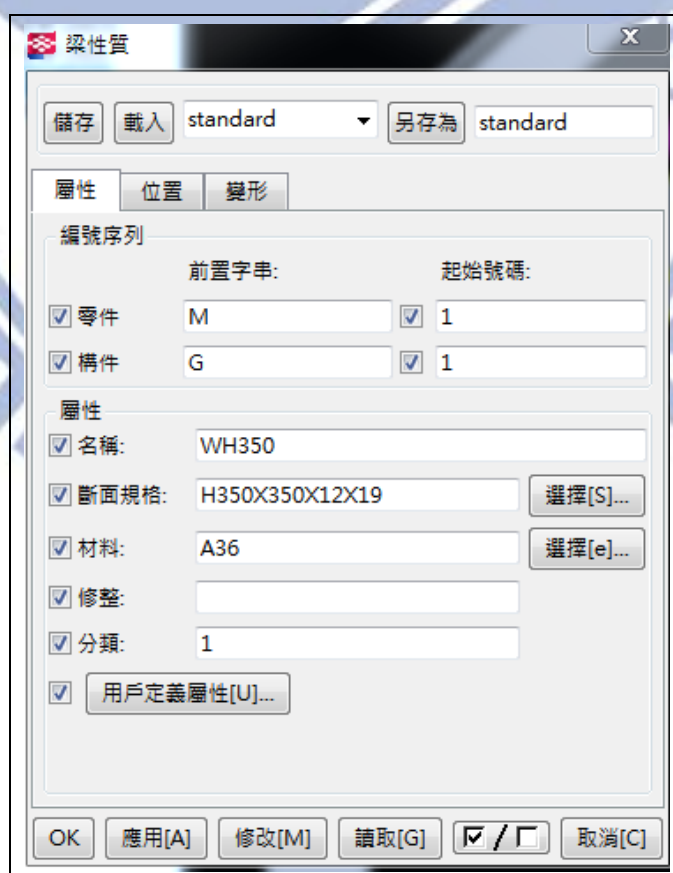 梁性質
儲存 載入 standard 另存為 standard
屬性 位置 變形
編號序列
前置字串: 起始號碼:
零件 M 1
構件 G 1
屬性
名稱: WH350
斷面規格: H350X350X12X19 選擇[S]...
材料: A36 選擇[e]...
修整:
分類: 1
用戶定義屬性[U]...
OK 應用[A] 修改[M] 讀取[G] / 取消[C]